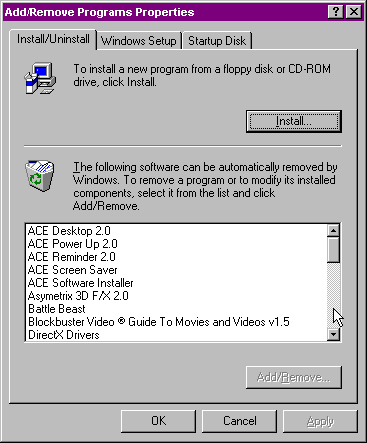 Add/Remove Programs Properties
Install/Uninstall Windows Setup Startup Disk
To install a new program from a floppy disk or CD-ROM
drive, click Install.
Install...
The following software can be automatically removed by
Windows. To remove a program or to modify its installed
components, select it from the list and click
Add/Remove.
ACE Desktop 2.0
ACE Power Up 2.0
ACE Reminder 2.0
ACE Screen Saver
ACE Software Installer
Asymetrix 3D F/X 2.0
Battle Beast
Blockbuster Video ® Guide To Movies and Videos v1.5
DirectX Drivers
Add/Remove...
OK Cancel Apply